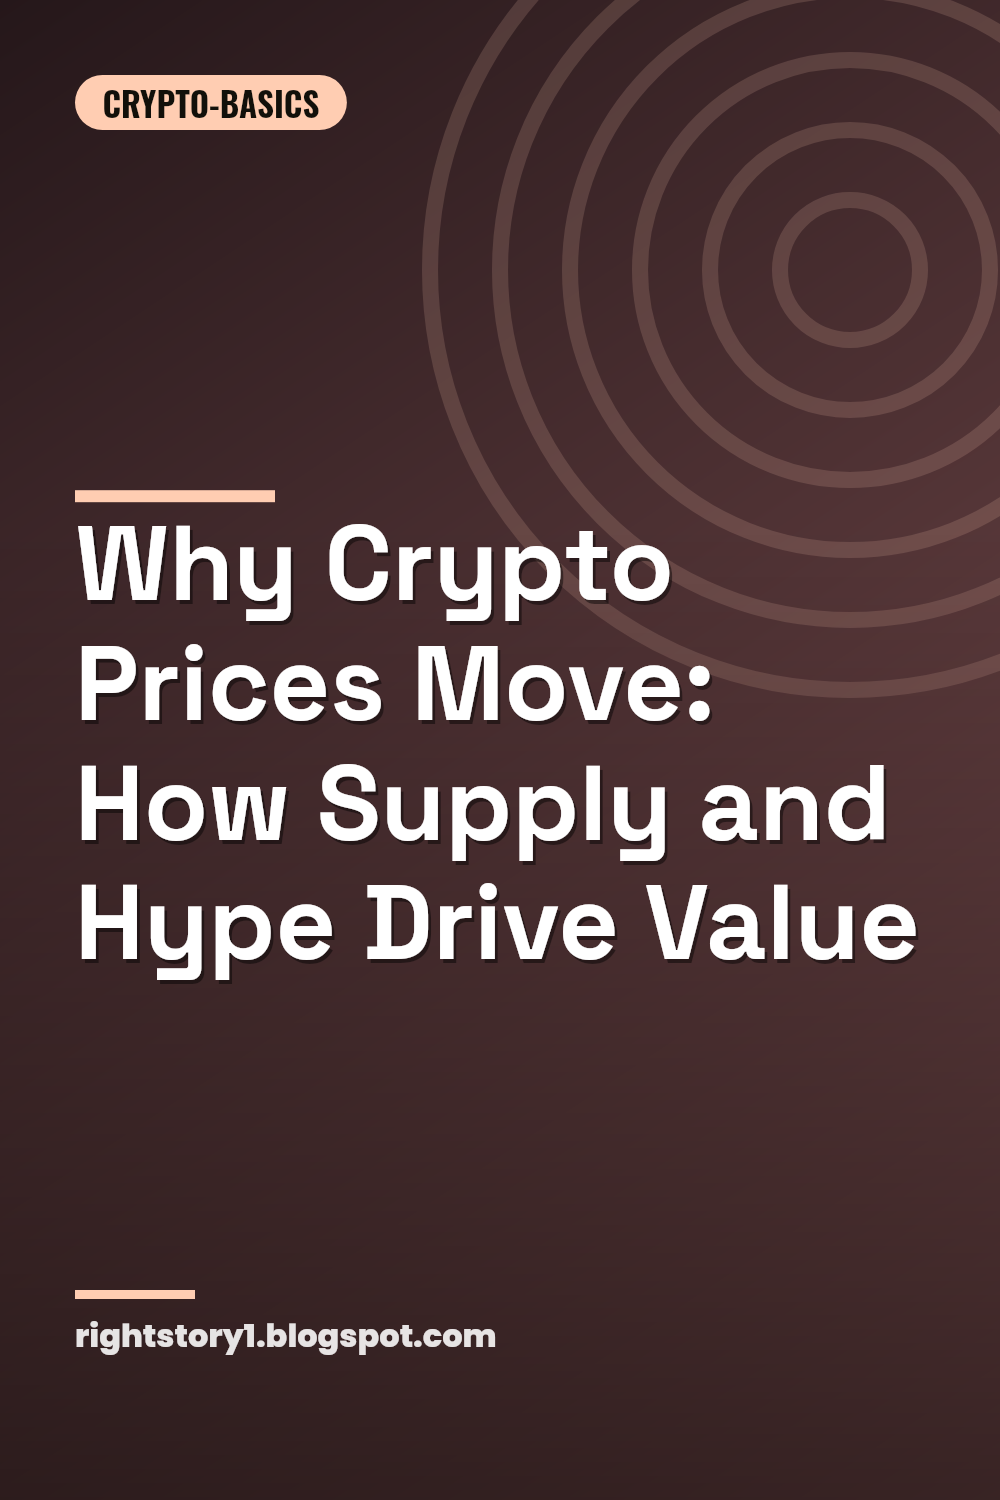 CRYPTO-BASICS
Why Crypto
Prices Move:
How Supply and
Hype Drive Value
rightstory1.blogspot.com